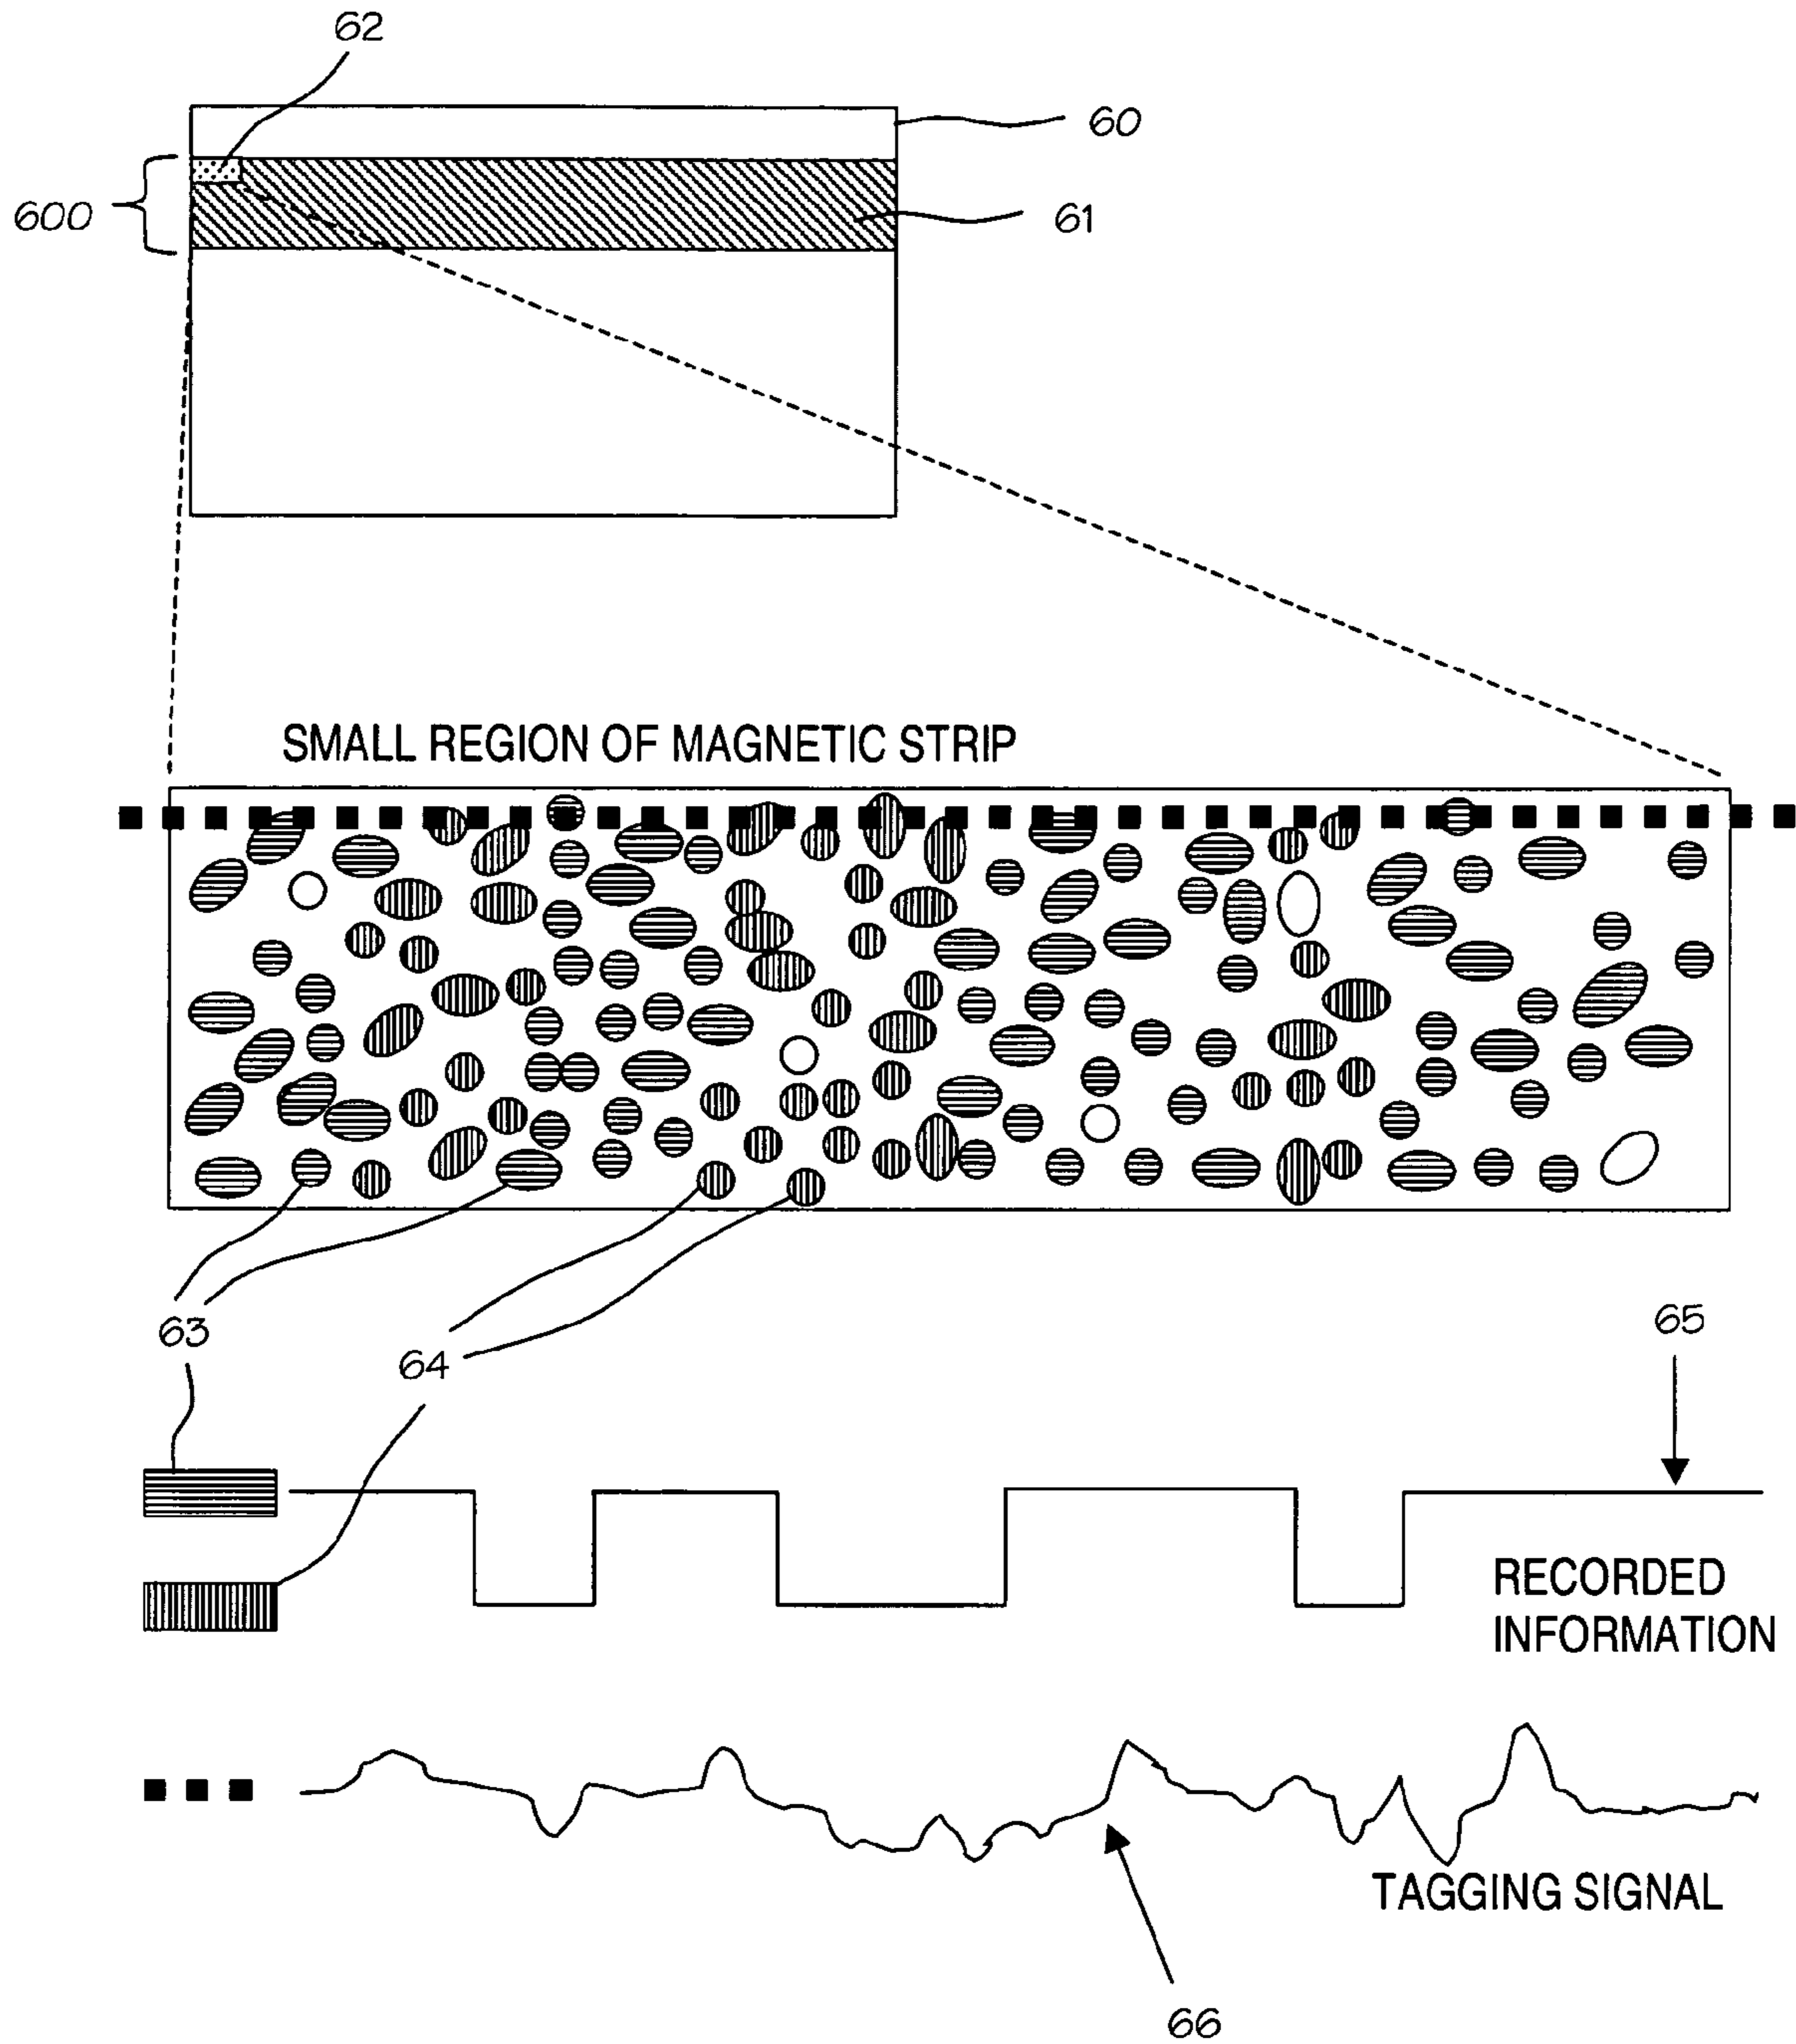 62
60
600
61
SMALL REGION OF MAGNETIC STRIP
63
64
65
RECORDED
INFORMATION
TAGGING SIGNAL
66